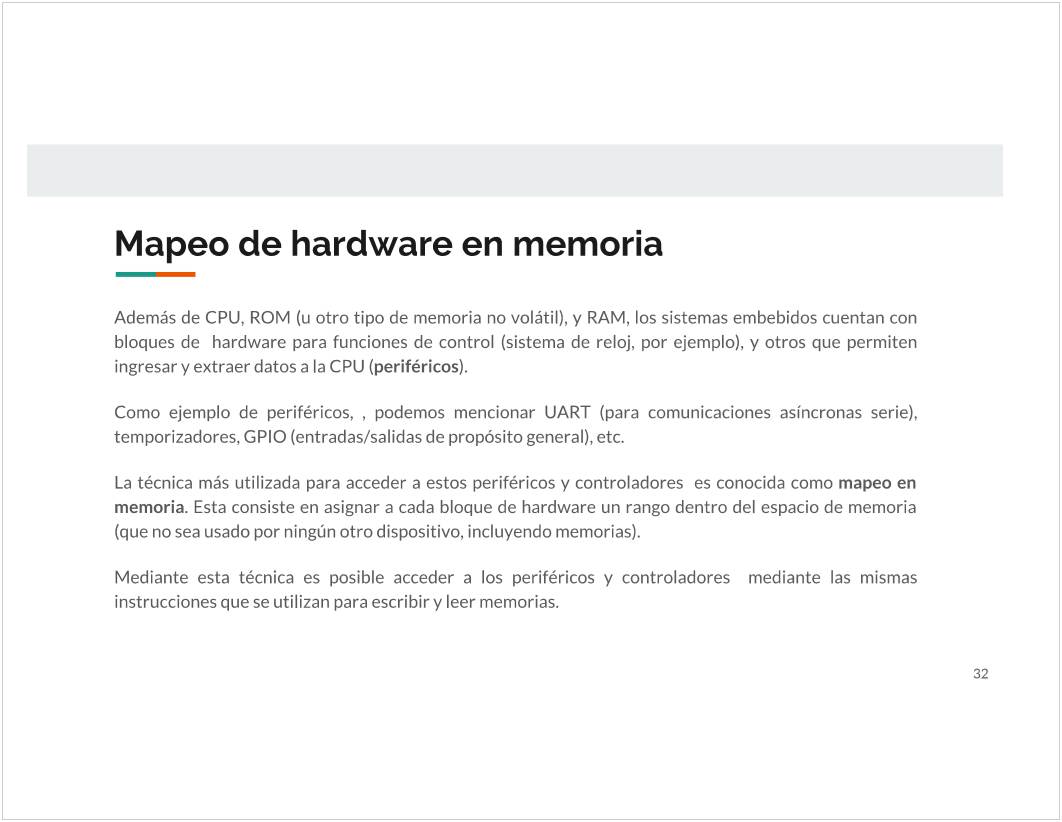 Mapeo de hardware en memoria
Además de CPU, ROM (u otro tipo de memoria no volátil), y RAM, los sistemas embebidos cuentan con
bloques de  hardware para funciones de control (sistema de reloj, por ejemplo), y otros que permiten
ingresar y extraer datos a la CPU (periféricos).
Como ejemplo de periféricos, , podemos mencionar UART (para comunicaciones asíncronas serie),
temporizadores, GPIO (entradas/salidas de propósito general), etc.
La técnica más utilizada para acceder a estos periféricos y controladores  es conocida como mapeo en
memoria. Esta consiste en asignar a cada bloque de hardware un rango dentro del espacio de memoria
(que no sea usado por ningún otro dispositivo, incluyendo memorias).
Mediante esta técnica es posible acceder a los periféricos y controladores  mediante las mismas
instrucciones que se utilizan para escribir y leer memorias.
32